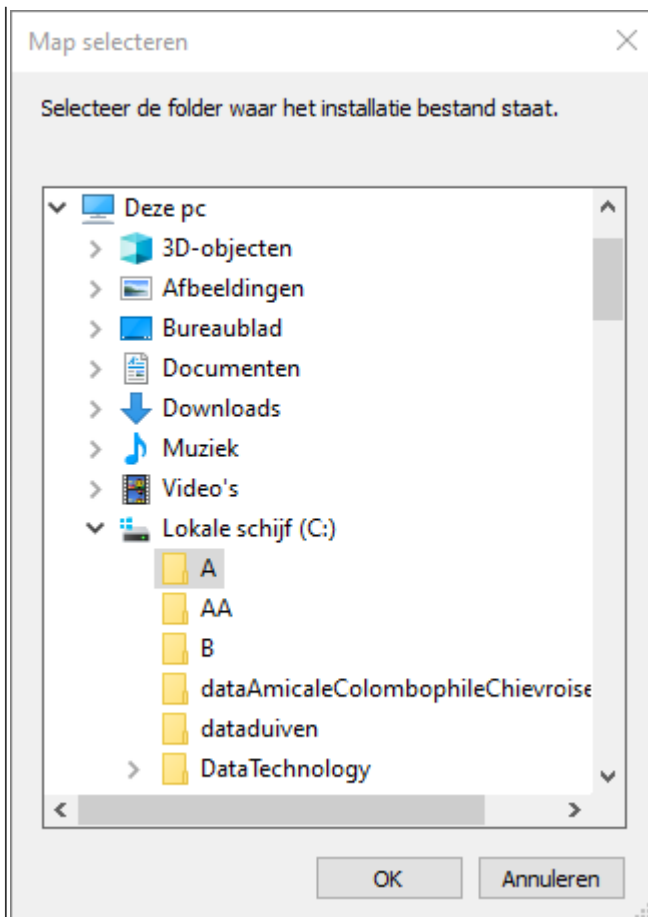 Map selecteren
Selecteer de folder waar het installatie bestand staat.
Deze pc
3D-objecten
Afbeeldingen
Bureaublad
Documenten
Downloads
Muziek
Video's
Lokale schijf (C:)
A
AA
B
dataAmicaleColombophileChievroise
dataduiven
DataTechnology
OK
Annuleren